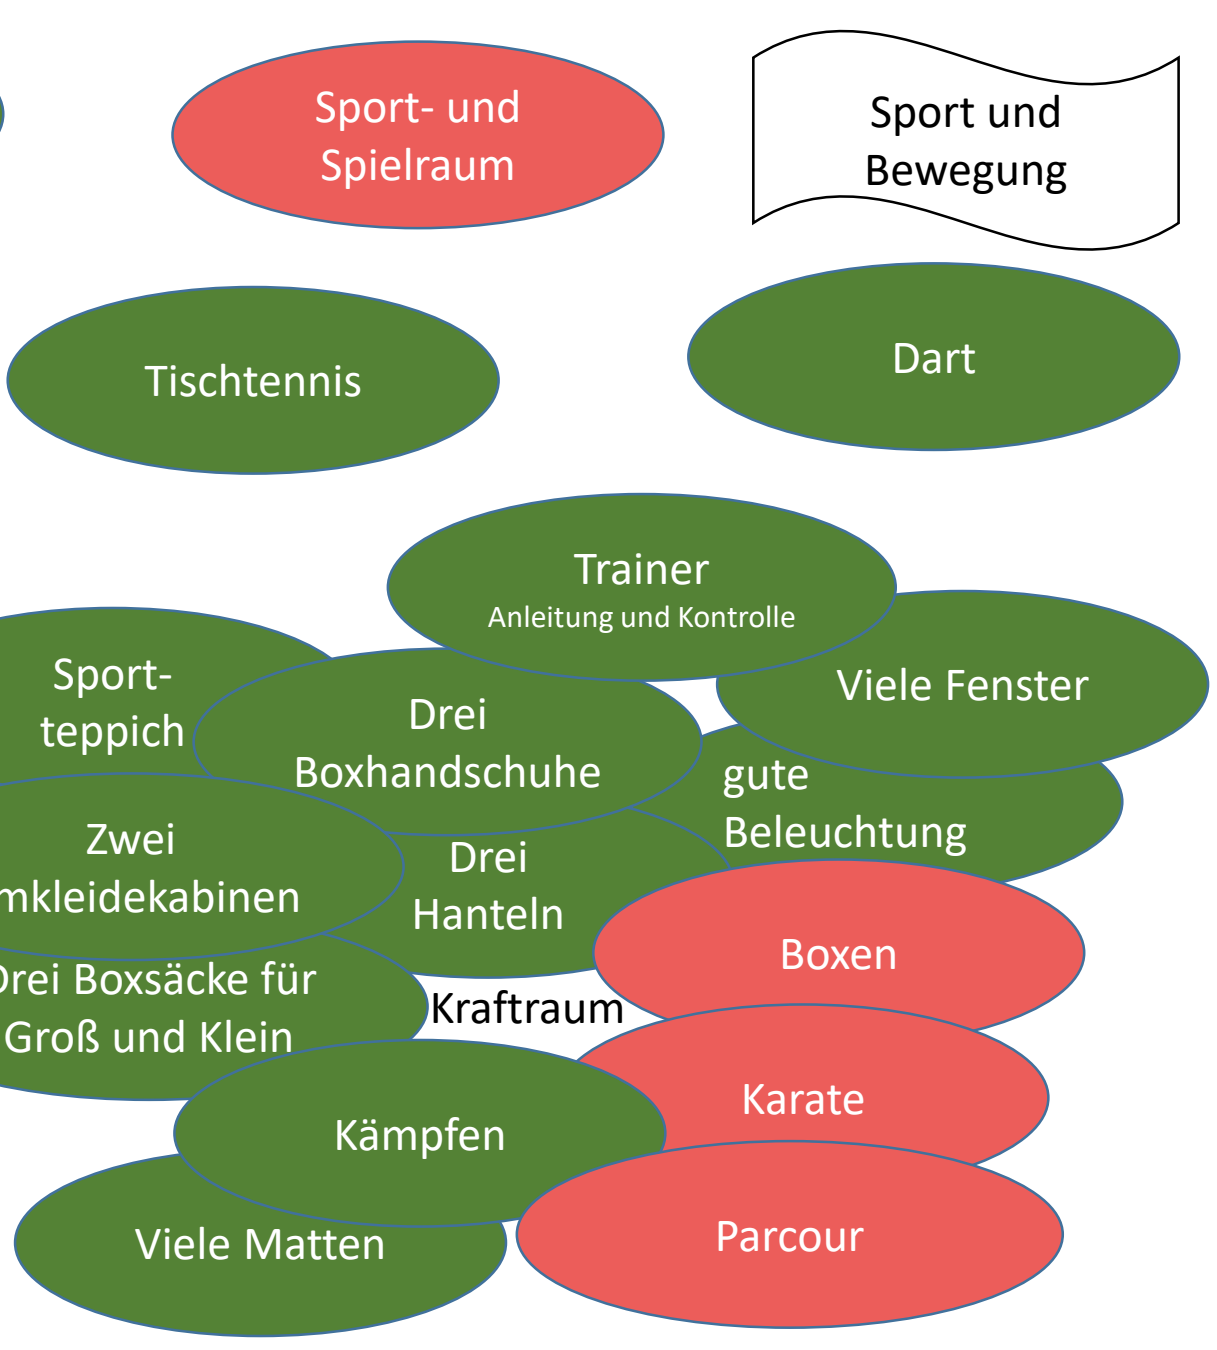 Sport- und
Spielraum
Sport und
Bewegung
Tischtennis
Dart
Trainer
Anleitung und Kontrolle
Sport-
teppich
Drei
Boxhandschuhe
Viele Fenster
gute
Beleuchtung
Zwei
mkleidekabinen
Drei
Hanteln
Boxen
Drei Boxsäcke für
Groß und Klein
Kraftraum
Karate
Kämpfen
Parcour
Viele Matten